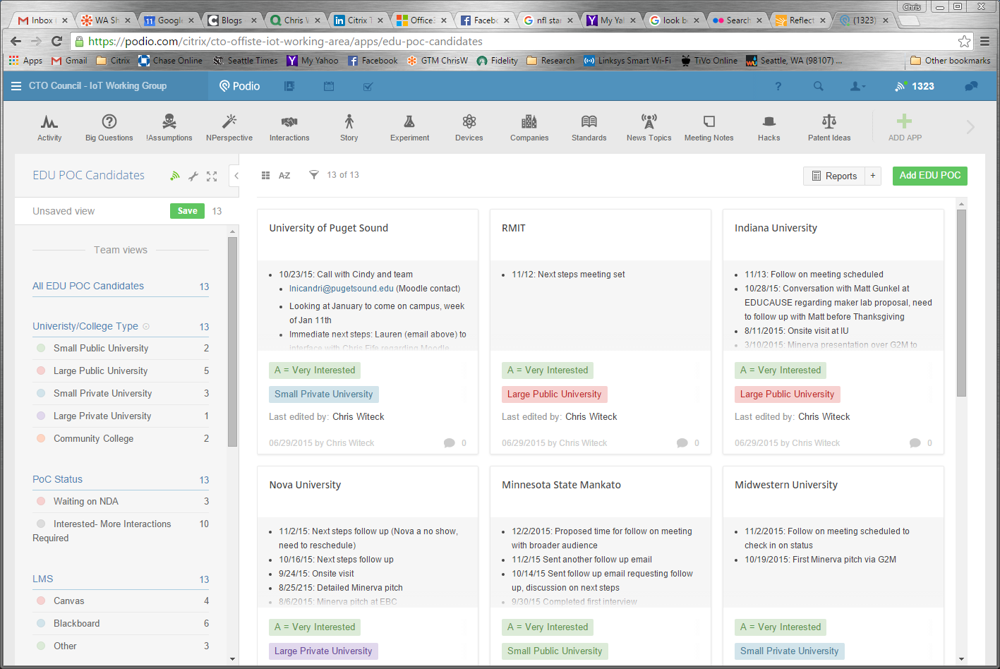 Chris
Inbox (
WA Sh
Google
Blogs
Chris W
Citrix T
Office3
Facebo
nfl star
My Yah
look b
Search
Reflect
(1323)
https://podio.com/citrix/cto-offiste-iot-working-area/apps/edu-poc-candidates
Apps Gmail Citrix Chase Online Seattle Times My Yahoo Facebook GTM ChrisW Fidelity Research Linksys Smart Wi-Fi TiVo Online Seattle, WA (98107) ... Other bookmarks
CTO Council - IoT Working Group Podio ? 1323
Activity Big Questions !Assumptions NPerspective Interactions Story Experiment Devices Companies Standards News Topics Meeting Notes Hacks Patent Ideas ADD APP
EDU POC Candidates
A-Z 13 of 13 Reports + Add EDU POC
Unsaved view Save 13
Team views
All EDU POC Candidates 13
Univeristy/College Type 13
Small Public University 2
Large Public University 5
Small Private University 3
Large Private University 1
Community College 2
PoC Status 13
Waiting on NDA 3
Interested- More Interactions 10
Required
LMS 13
Canvas 4
Blackboard 6
Other 3
University of Puget Sound
10/23/15: Call with Cindy and team
lnicandri@pugetsound.edu (Moodle contact)
Looking at January to come on campus, week
of Jan 11th
Immediate next steps: Lauren (email above) to
interface with Chris Fife regarding Moodle
A = Very Interested
Small Private University
Last edited by: Chris Witeck
06/29/2015 by Chris Witeck 0
RMIT
11/12: Next steps meeting set
A = Very Interested
Large Public University
Last edited by: Chris Witeck
06/29/2015 by Chris Witeck 0
Indiana University
11/13: Follow on meeting scheduled
10/28/15: Conversation with Matt Gunkel at
EDUCAUSE regarding maker lab proposal, need
to follow up with Matt before Thanksgiving
8/11/2015: Onsite visit at IU
3/10/2015: Minerva presentation over G2M to
A = Very Interested
Large Public University
Last edited by: Chris Witeck
06/29/2015 by Chris Witeck 0
Nova University
11/2/15: Next steps follow up (Nova a no show,
need to reschedule)
10/16/15: Next steps follow up
9/24/15: Onsite visit
8/25/215: Detailed Minerva pitch
8/6/2015: Minerva pitch at EBC
A = Very Interested
Large Private University
Minnesota State Mankato
12/2/2015: Proposed time for follow on meeting
with broader audience
11/2/15 Sent another follow up email
10/14/15 Sent follow up email requesting follow
up, discussion on next steps
9/30/15 Completed first interview
A = Very Interested
Small Public University
Midwestern University
11/2/2015: Follow on meeting scheduled to
check in on status
10/19/2015: First Minerva pitch via G2M
A = Very Interested
Small Private University